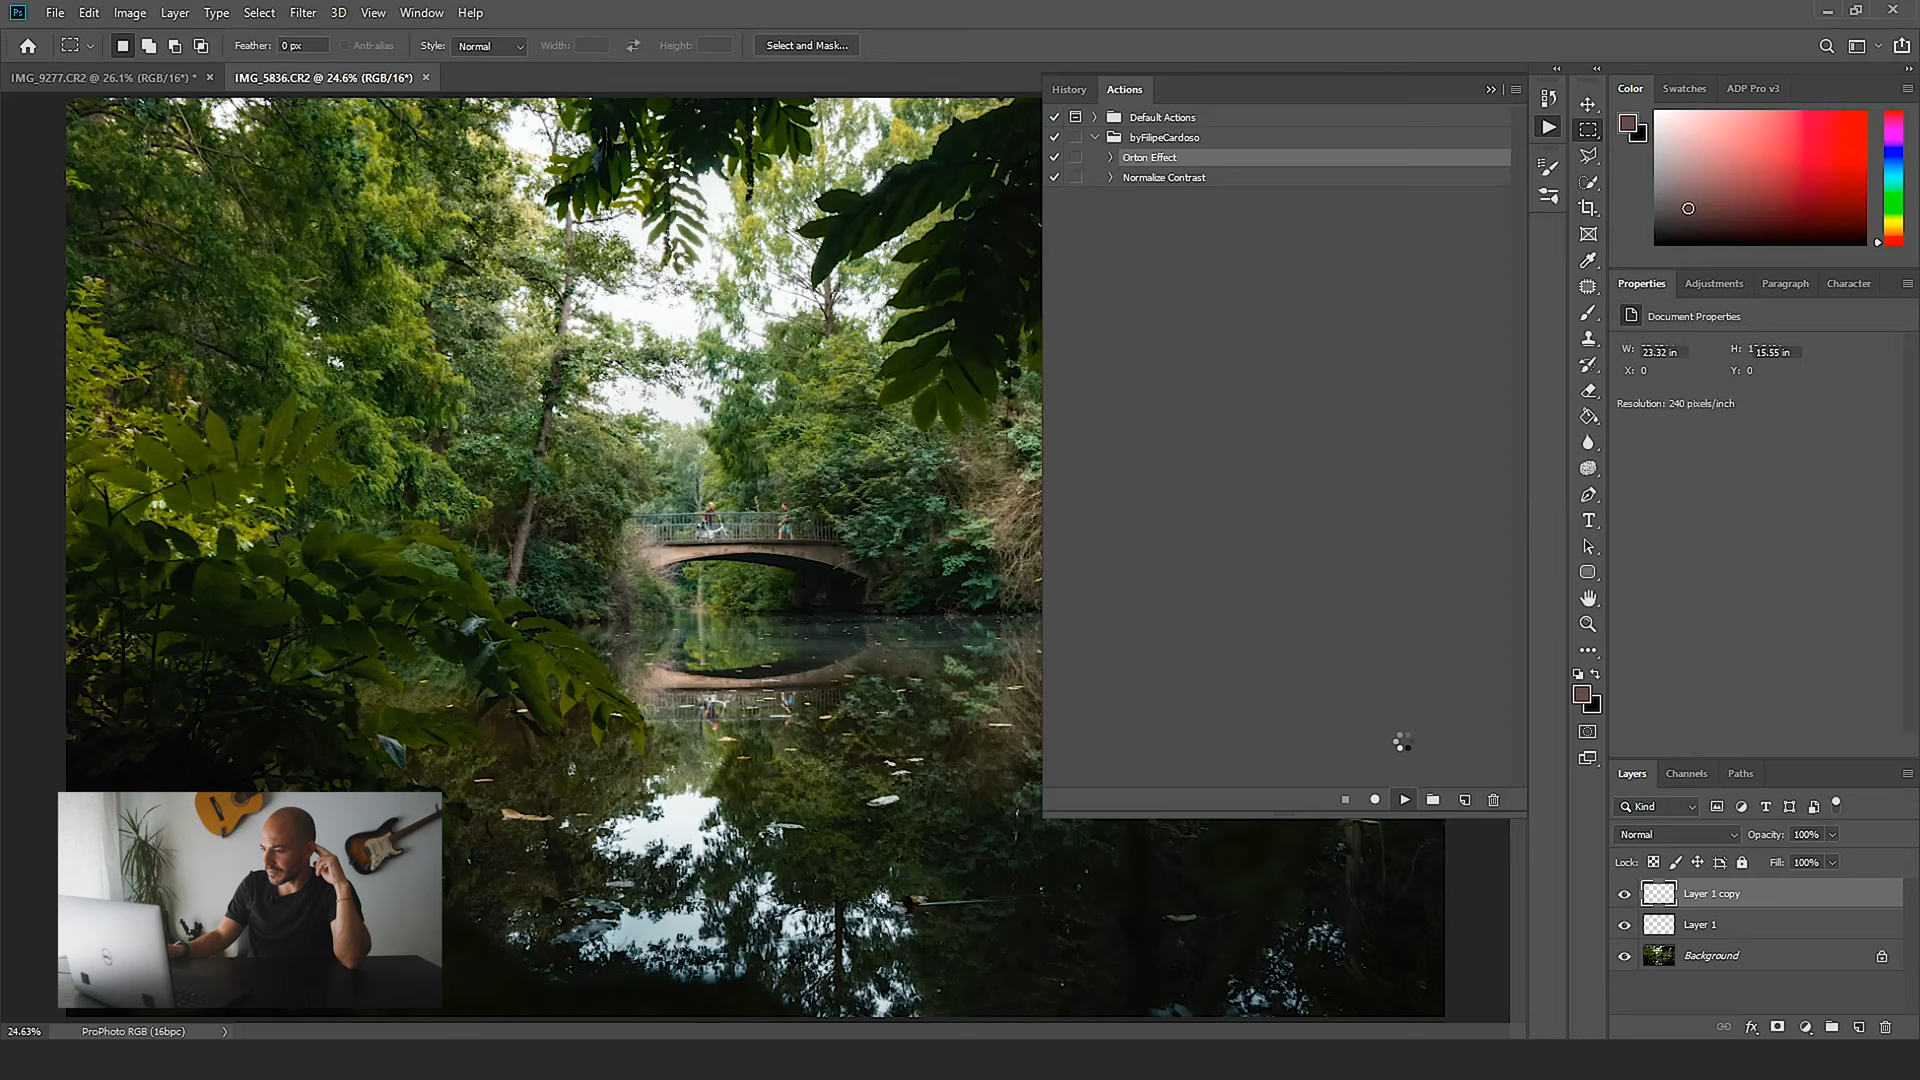 Ps File Edit Image Layer Type Select Filter 3D View Window Help
Feather: 0 px Anti-alias Style: Normal Width: Height: Select and Mask...
IMG_9277.CR2 @ 26.1% (RGB/16*) * × IMG_5836.CR2 @ 24.6% (RGB/16*) ×
History Actions
Default Actions
byFilipeCardoso
Orton Effect
Normalize Contrast
Color Swatches ADP Pro v3
Properties Adjustments Paragraph Character
Document Properties
W: 23.32 in H: 15.55 in
X: 0 Y: 0
Resolution: 240 pixels/inch
Layers Channels Paths
Kind
Normal Opacity: 100%
Lock: Fill: 100%
Layer 1 copy
Layer 1
Background
24.63% ProPhoto RGB (16bpc)